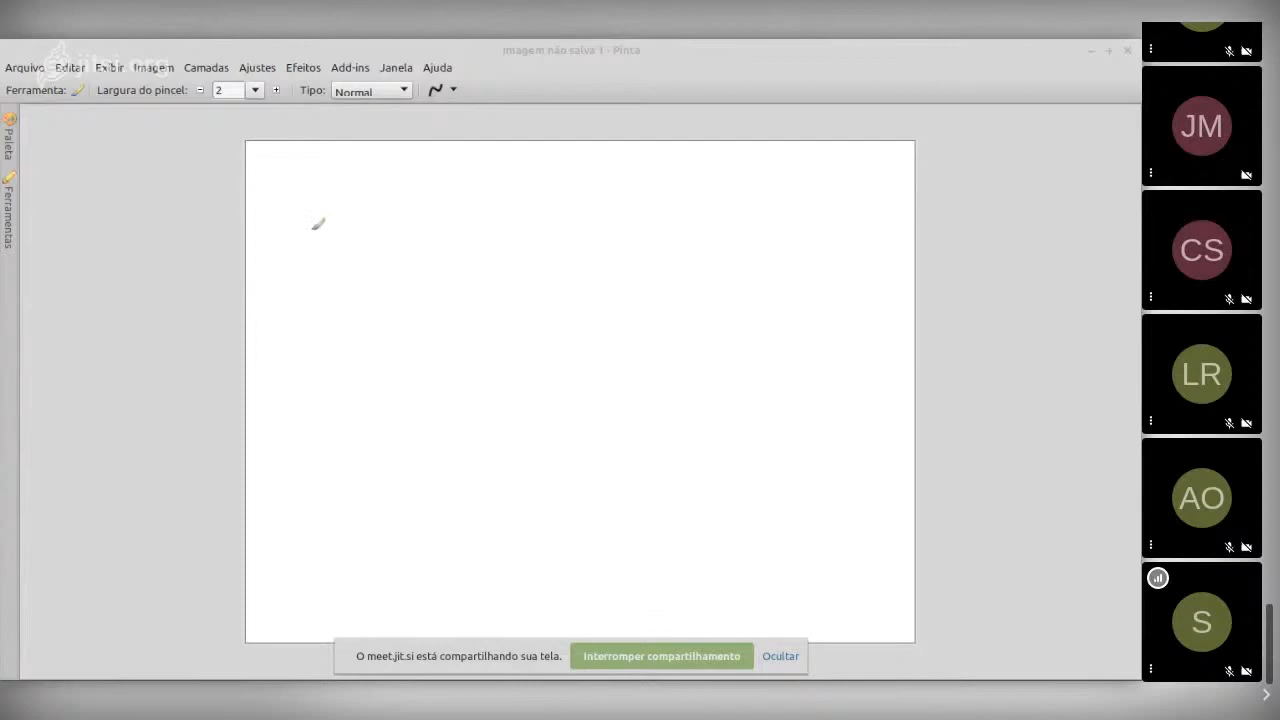 Imagem não salva 1 - Pinta
jitsi.org
Arquivo Editar Exibir Imagem Camadas Ajustes Efeitos Add-ins Janela Ajuda
Ferramenta: Largura do pincel: 2 Tipo: Normal
Paleta
Ferramentas
JM
CS
LR
AO
S
O meet.jit.si está compartilhando sua tela. Interromper compartilhamento Ocultar